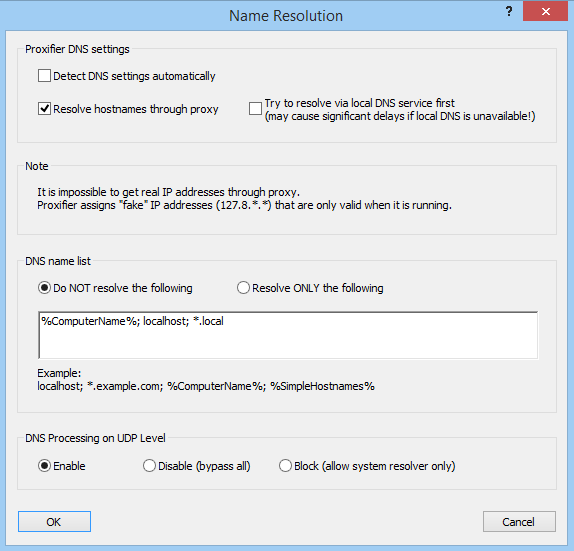 Name Resolution
?
Proxifier DNS settings
Detect DNS settings automatically
Resolve hostnames through proxy
Try to resolve via local DNS service first
(may cause significant delays if local DNS is unavailable!)
Note
It is impossible to get real IP addresses through proxy.
Proxifier assigns "fake" IP addresses (127.8.*.*) that are only valid when it is running.
DNS name list
Do NOT resolve the following
Resolve ONLY the following
%ComputerName%; localhost; *.local
Example:
localhost; *.example.com; %ComputerName%; %SimpleHostnames%
DNS Processing on UDP Level
Enable
Disable (bypass all)
Block (allow system resolver only)
OK
Cancel